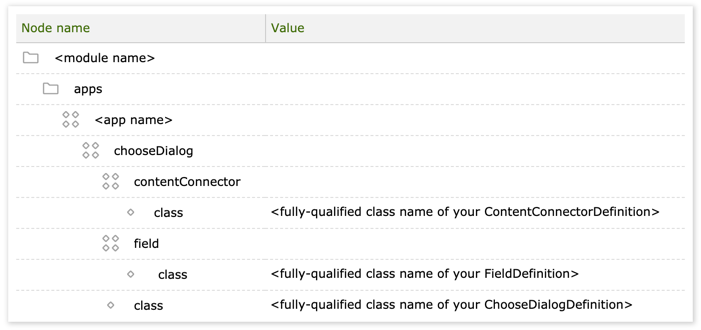 Node name Value
<module name>
apps
<app name>
chooseDialog
contentConnector
class <fully-qualified class name of your ContentConnectorDefinition>
field
class <fully-qualified class name of your FieldDefinition>
class <fully-qualified class name of your ChooseDialogDefinition>